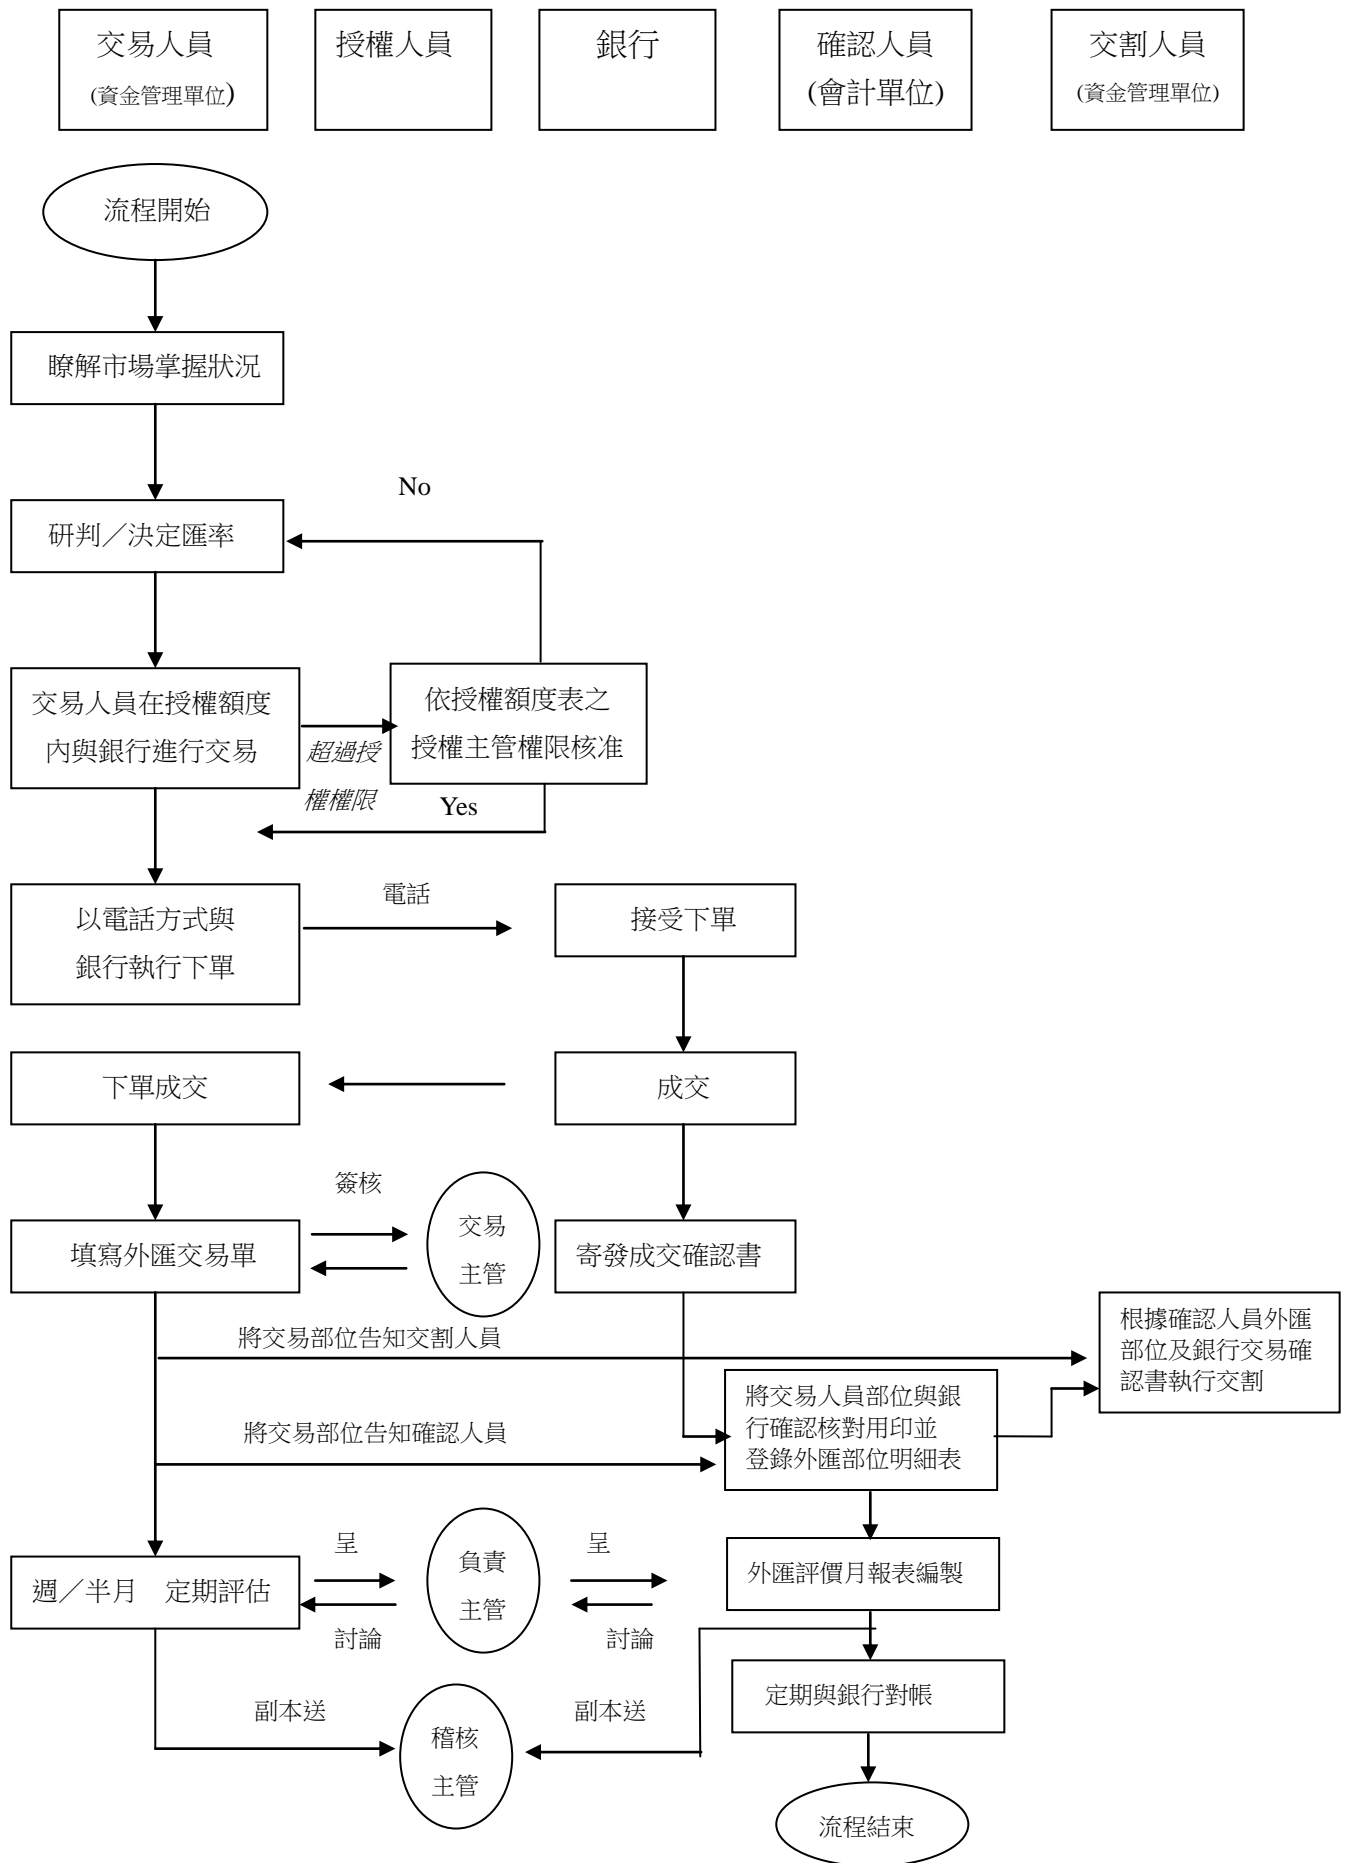 交易人員
(資金管理單位)
授權人員
銀行
確認人員
(會計單位)
交割人員
(資金管理單位)
流程開始
瞭解市場掌握狀況
No
研判／決定匯率
交易人員在授權額度
內與銀行進行交易
超過授
權權限
依授權額度表之
授權主管權限核准
Yes
以電話方式與
銀行執行下單
電話
接受下單
下單成交
成交
簽核
填寫外匯交易單
交易
主管
寄發成交確認書
將交易部位告知交割人員
根據確認人員外匯
部位及銀行交易確
認書執行交割
將交易部位告知確認人員
將交易人員部位與銀
行確認核對用印並
登錄外匯部位明細表
週／半月　定期評估
呈
討論
負責
主管
呈
討論
外匯評價月報表編製
副本送
稽核
主管
副本送
定期與銀行對帳
流程結束